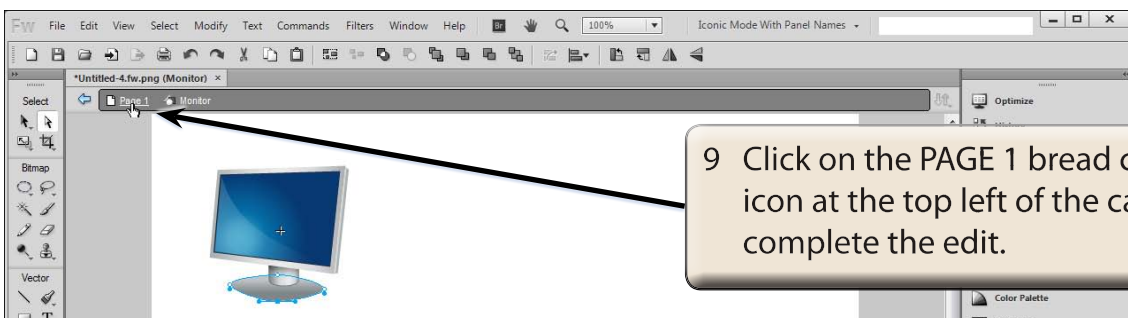 Fw File Edit View Select Modify Text Commands Filters Window Help Br 100% Iconic Mode With Panel Names
*Untitled-4.fw.png (Monitor) ×
Select Page 1 Monitor
Optimize
Bitmap
9 Click on the PAGE 1 bread
icon at the top left of the
complete the edit.
Vector
Color Palette
T